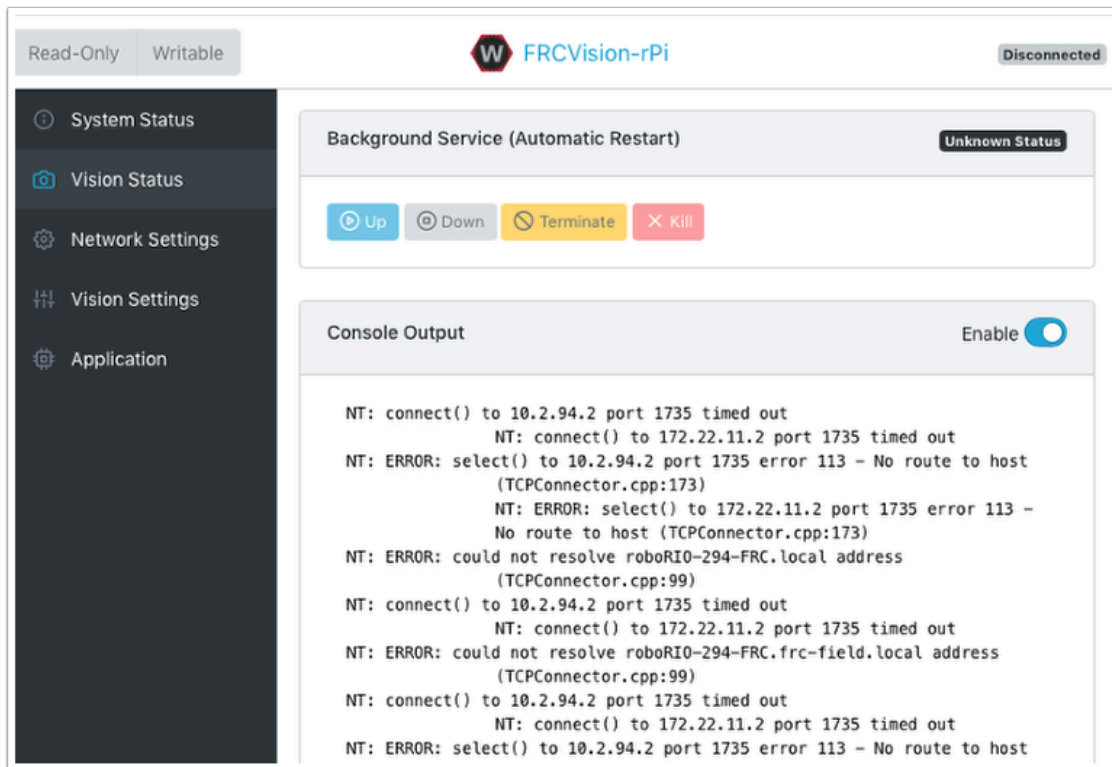 Read-Only Writable W FRCVision-rPi Disconnected
System Status
Vision Status
Network Settings
Vision Settings
Application
Background Service (Automatic Restart) Unknown Status
Up Down Terminate Kill
Console Output Enable
NT: connect() to 10.2.94.2 port 1735 timed out
NT: connect() to 172.22.11.2 port 1735 timed out
NT: ERROR: select() to 10.2.94.2 port 1735 error 113 - No route to host
(TCPConnector.cpp:173)
NT: ERROR: select() to 172.22.11.2 port 1735 error 113 -
No route to host (TCPConnector.cpp:173)
NT: ERROR: could not resolve roboRIO-294-FRC.local address
(TCPConnector.cpp:99)
NT: connect() to 10.2.94.2 port 1735 timed out
NT: connect() to 172.22.11.2 port 1735 timed out
NT: ERROR: could not resolve roboRIO-294-FRC.frc-field.local address
(TCPConnector.cpp:99)
NT: connect() to 10.2.94.2 port 1735 timed out
NT: connect() to 172.22.11.2 port 1735 timed out
NT: ERROR: select() to 10.2.94.2 port 1735 error 113 - No route to host